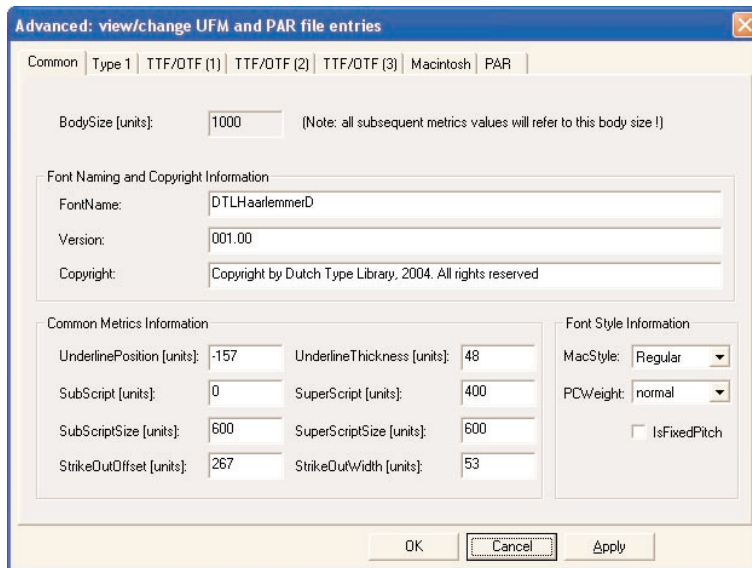 Advanced: view/change UFM and PAR file entries
Common Type 1 TTF/OTF (1) TTF/OTF (2) TTF/OTF (3) Macintosh PAR
BodySize [units]: 1000 (Note: all subsequent metrics values will refer to this body size !)
Font Naming and Copyright Information
FontName: DTLHaarlemmerD
Version: 001.00
Copyright: Copyright by Dutch Type Library, 2004. All rights reserved
Common Metrics Information
UnderlinePosition [units]: -157 UnderlineThickness [units]: 48
SubScript [units]: 0 SuperScript [units]: 400
SubScriptSize [units]: 600 SuperScriptSize [units]: 600
StrikeOutOffset [units]: 267 StrikeOutWidth [units]: 53
Font Style Information
MacStyle: Regular
PCWeight: normal
IsFixedPitch
OK Cancel Apply